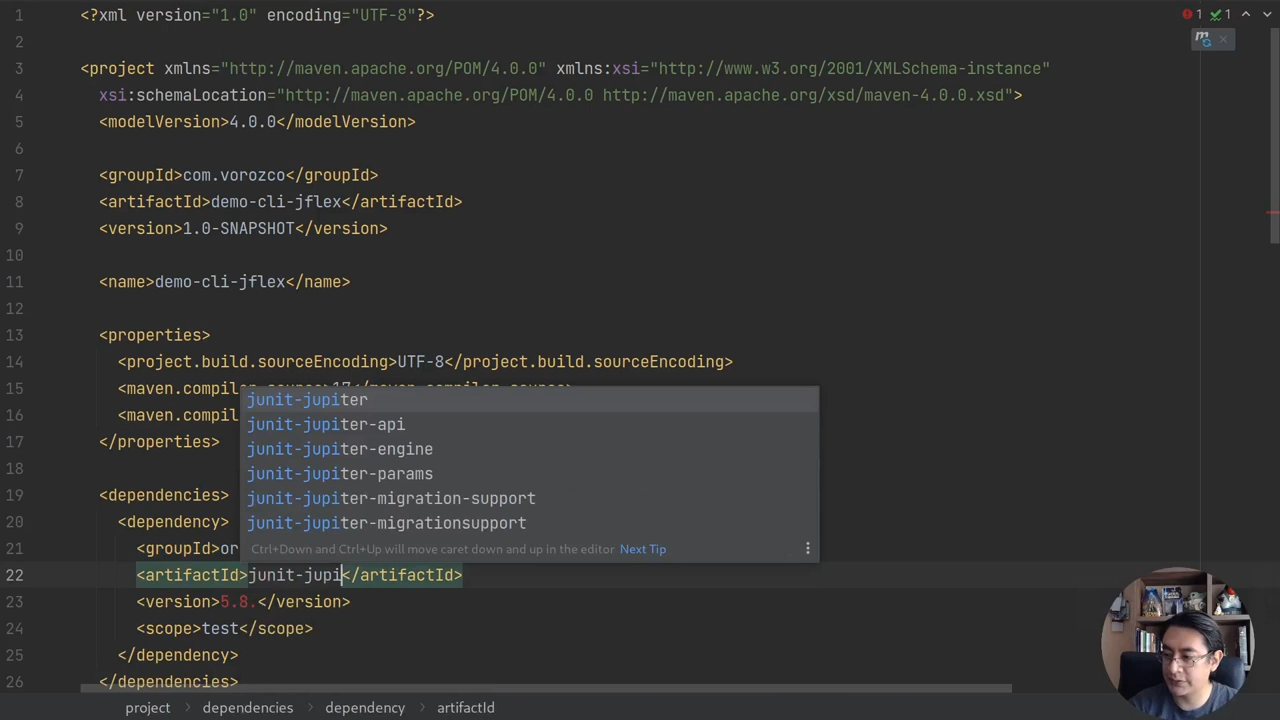 1 <?xml version="1.0" encoding="UTF-8"?>
1 1
2
3 <project xmlns="http://maven.apache.org/POM/4.0.0" xmlns:xsi="http://www.w3.org/2001/XMLSchema-instance"
4 xsi:schemaLocation="http://maven.apache.org/POM/4.0.0 http://maven.apache.org/xsd/maven-4.0.0.xsd">
5 <modelVersion>4.0.0</modelVersion>
6
7 <groupId>com.vorozco</groupId>
8 <artifactId>demo-cli-jflex</artifactId>
9 <version>1.0-SNAPSHOT</version>
10
11 <name>demo-cli-jflex</name>
12
13 <properties>
14 <project.build.sourceEncoding>UTF-8</project.build.sourceEncoding>
15 <maven.compiler.source>17</maven.compiler.source>
16 <maven.compil
junit-jupiter
junit-jupiter-api
17 </properties>
junit-jupiter-engine
18
junit-jupiter-params
19 <dependencies>
junit-jupiter-migration-support
20 <dependency>
junit-jupiter-migrationsupport
21 <groupId>or
Ctrl+Down and Ctrl+Up will move caret down and up in the editor Next Tip
22 <artifactId>junit-jupi</artifactId>
23 <version>5.8.</version>
24 <scope>test</scope>
25 </dependency>
26 </dependencies>
project > dependencies > dependency > artifactId